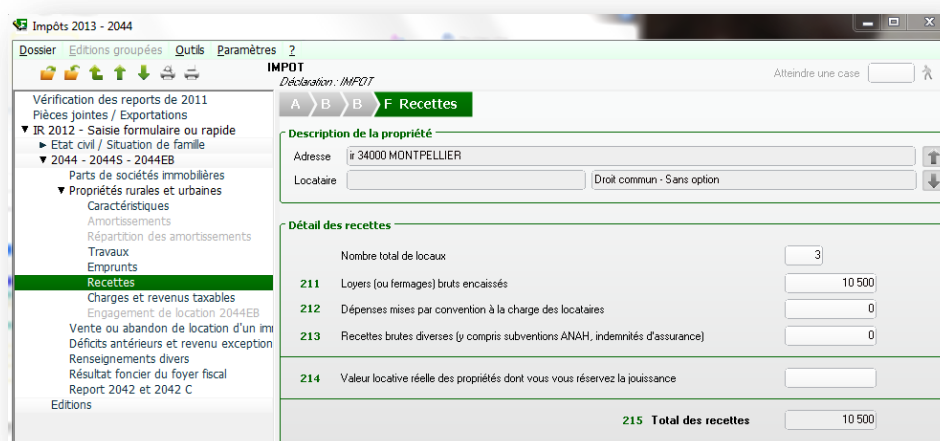 Impôts 2013 - 2044
Dossier Editions groupées Outils Paramètres ?
IMPOT
Déclaration : IMPOT
Atteindre une case
Vérification des reports de 2011
Pièces jointes / Exportations
IR 2012 - Saisie formulaire ou rapide
Etat civil / Situation de famille
2044 - 2044S - 2044EB
Parts de sociétés immobilières
Propriétés rurales et urbaines
Caractéristiques
Amortissements
Répartition des amortissements
Travaux
Emprunts
Recettes
Charges et revenus taxables
Engagement de location 2044EB
Vente ou abandon de location d'un im
Déficits antérieurs et revenu exception
Renseignements divers
Résultat foncier du foyer fiscal
Report 2042 et 2042 C
Editions
A B B F Recettes
Description de la propriété
Adresse ir 34000 MONTPELLIER
Locataire Droit commun - Sans option
Détail des recettes
Nombre total de locaux 3
211 Loyers (ou fermages) bruts encaissés 10 500
212 Dépenses mises par convention à la charge des locataires 0
213 Recettes brutes diverses (y compris subventions ANAH, indemnités d'assurance) 0
214 Valeur locative réelle des propriétés dont vous vous réservez la jouissance
215 Total des recettes 10 500